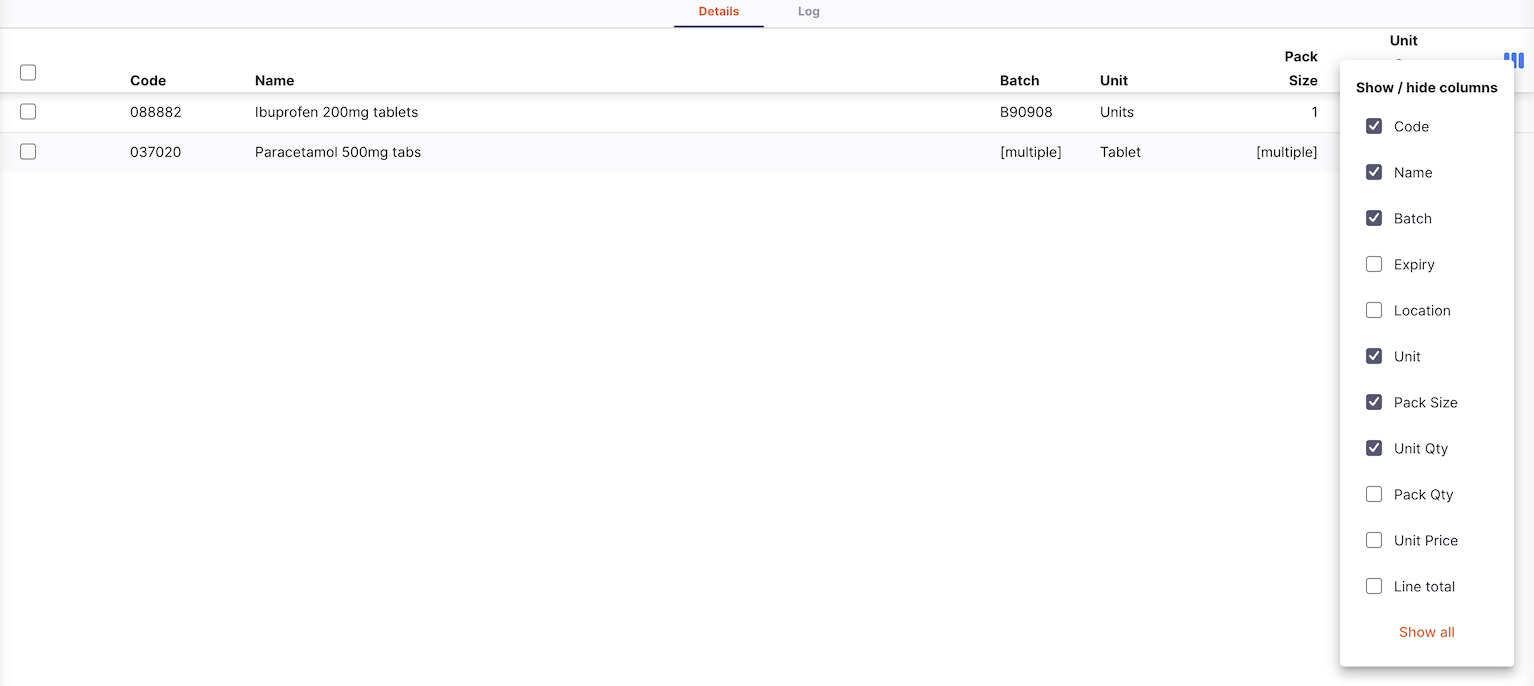 Details Log
Code Name Batch Unit Pack Size Unit
088882 Ibuprofen 200mg tablets B90908 Units 1
037020 Paracetamol 500mg tabs [multiple] Tablet [multiple]
Show / hide columns
Code
Name
Batch
Expiry
Location
Unit
Pack Size
Unit Qty
Pack Qty
Unit Price
Line total
Show all